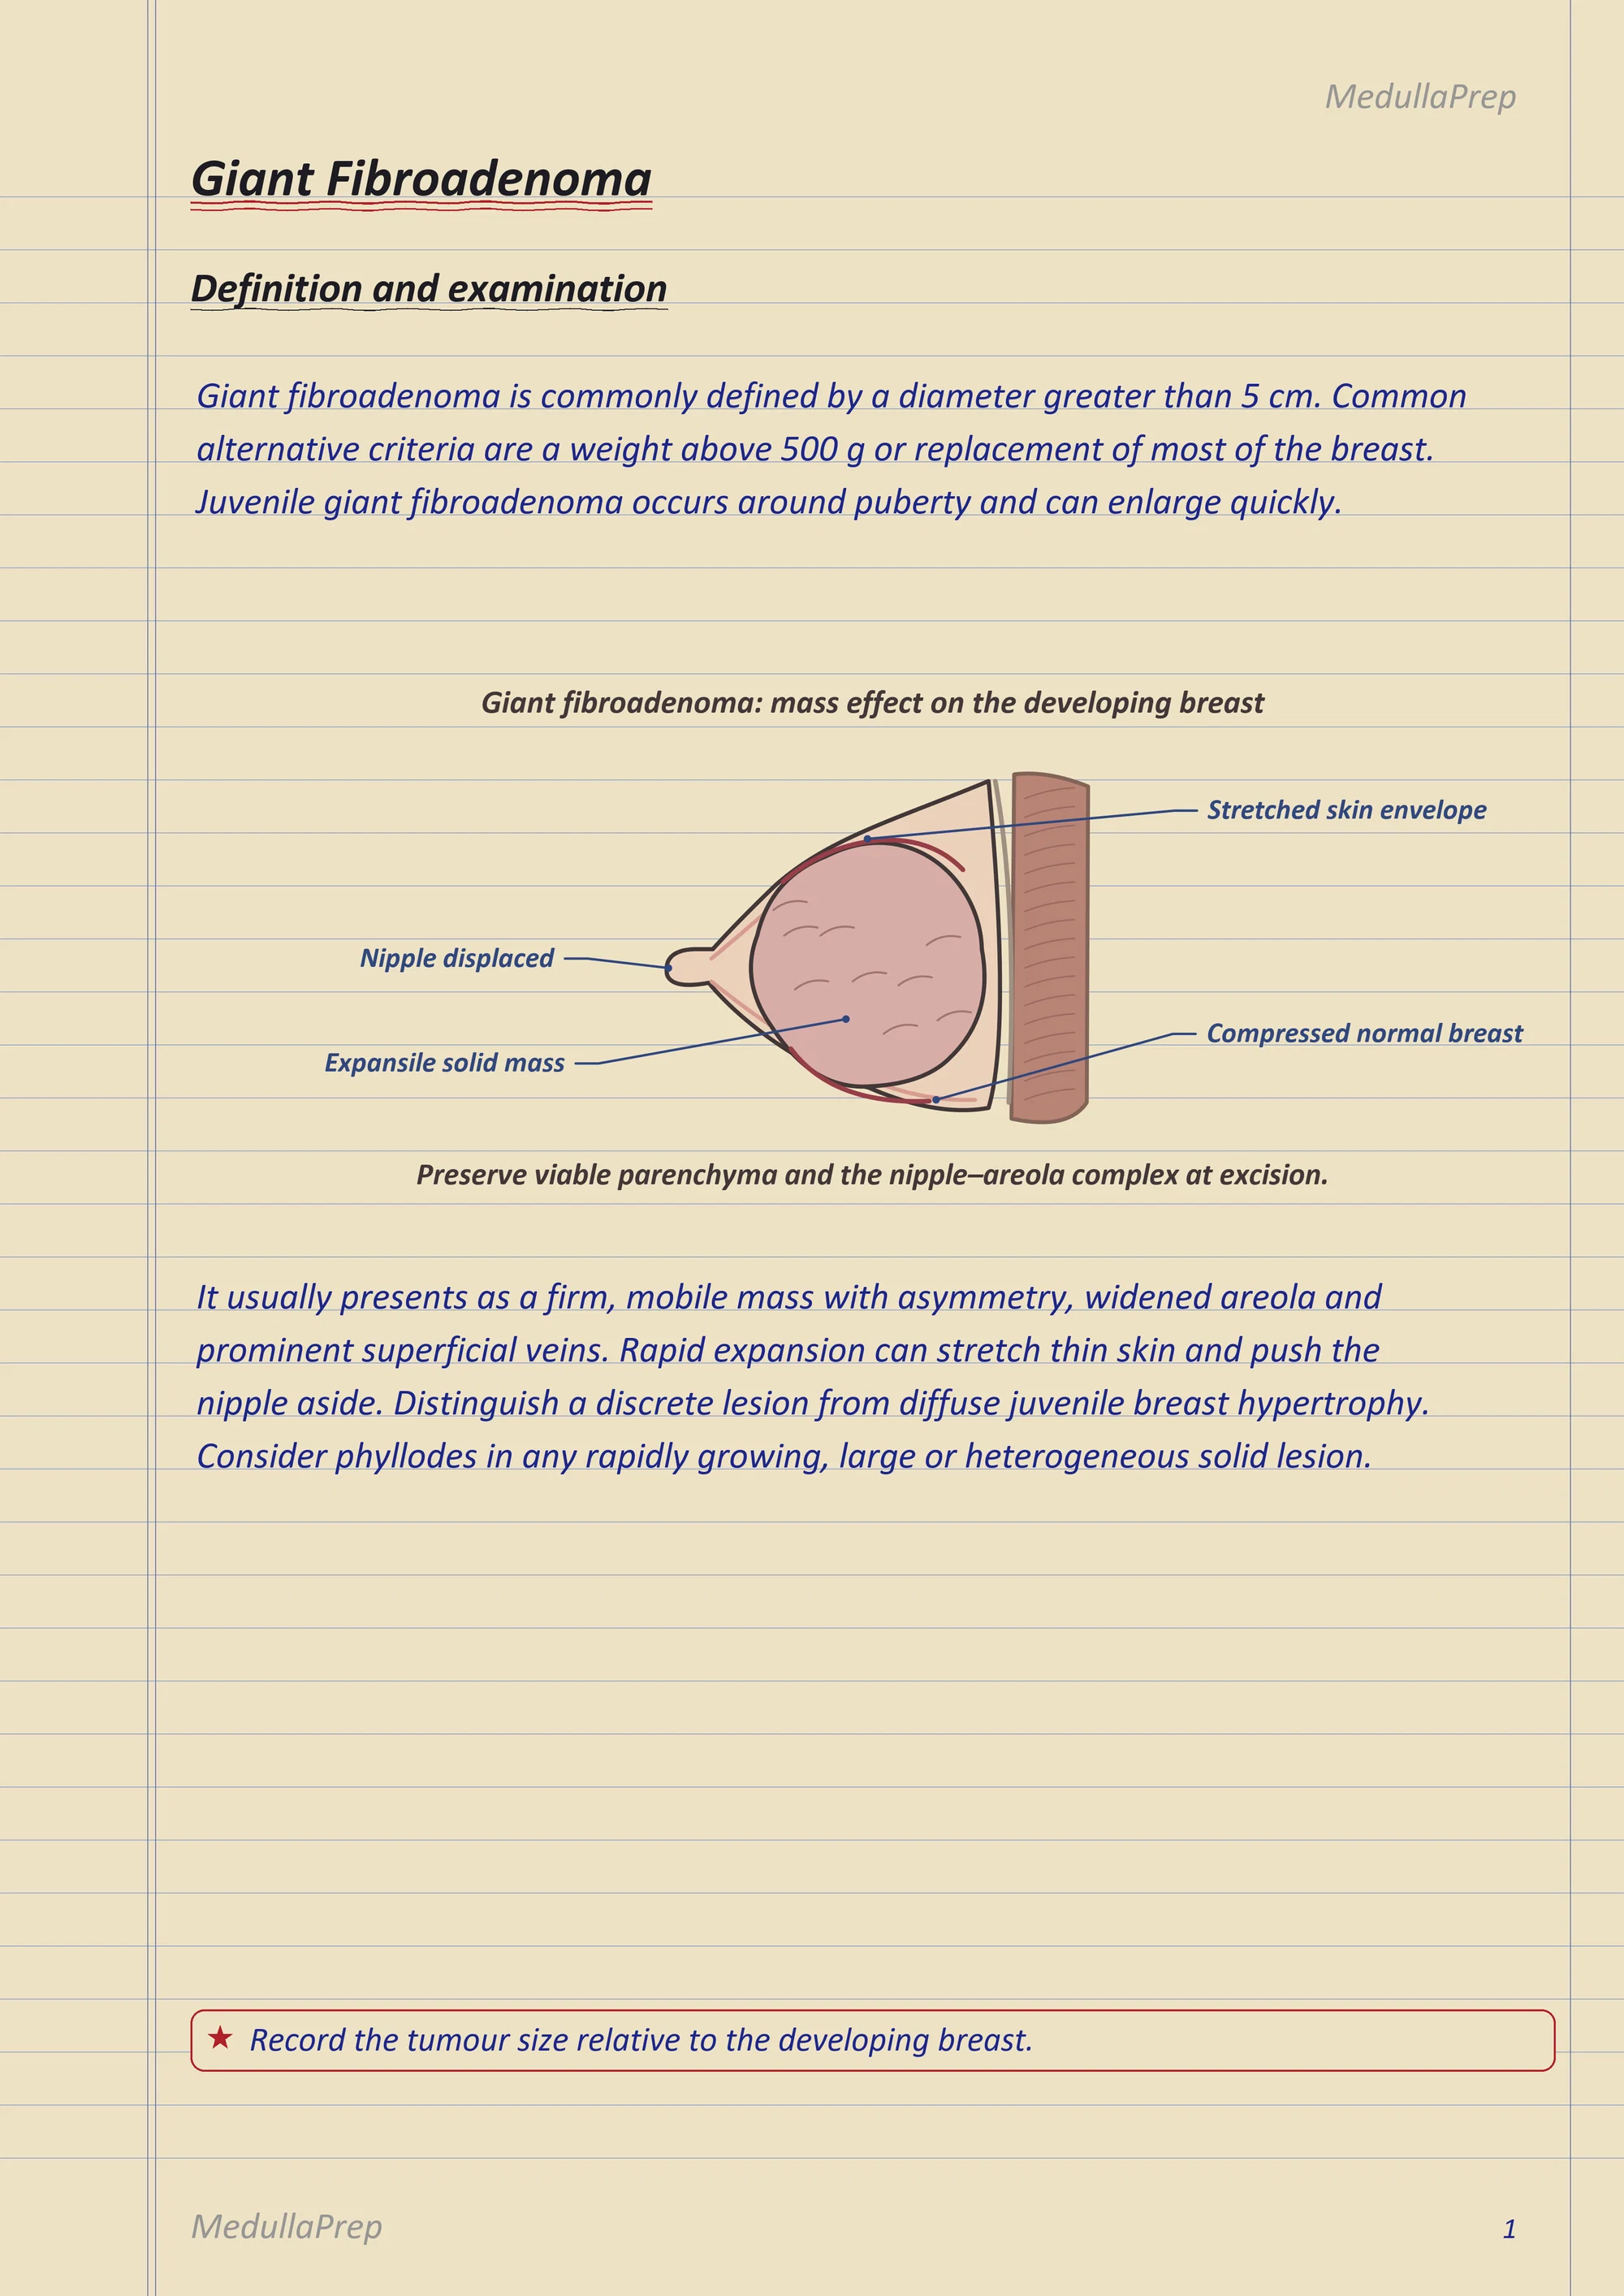 MedullaPrep
Giant Fibroadenoma
Definition and examination
Giant fibroadenoma is commonly defined by a diameter greater than 5 cm. Common
alternative criteria are a weight above 500 g or replacement of most of the breast.
Juvenile giant fibroadenoma occurs around puberty and can enlarge quickly.
Giant fibroadenoma: mass effect on the developing breast
Stretched skin envelope
Nipple displaced
Compressed normal breast
Expansile solid mass
Preserve viable parenchyma and the nipple–areola complex at excision.
It usually presents as a firm, mobile mass with asymmetry, widened areola and
prominent superficial veins. Rapid expansion can stretch thin skin and push the
nipple aside. Distinguish a discrete lesion from diffuse juvenile breast hypertrophy.
Consider phyllodes in any rapidly growing, large or heterogeneous solid lesion.
★ Record the tumour size relative to the developing breast.
MedullaPrep
1